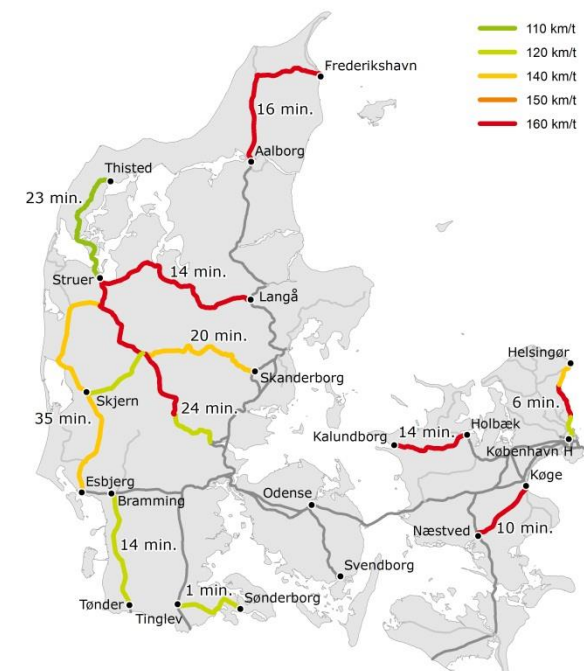 110 km/t
120 km/t
140 km/t
150 km/t
160 km/t
Frederikshavn
16 min.
Aalborg
Thisted
23 min.
Struer
14 min.
Langå
20 min.
Skanderborg
Skjern
24 min.
35 min.
Helsingør
6 min.
Holbæk
14 min.
Kalundborg
København H
Køge
Næstved
10 min.
Esbjerg
Bramming
Odense
14 min.
Svendborg
Tønder
1 min.
Tinglev
Sønderborg